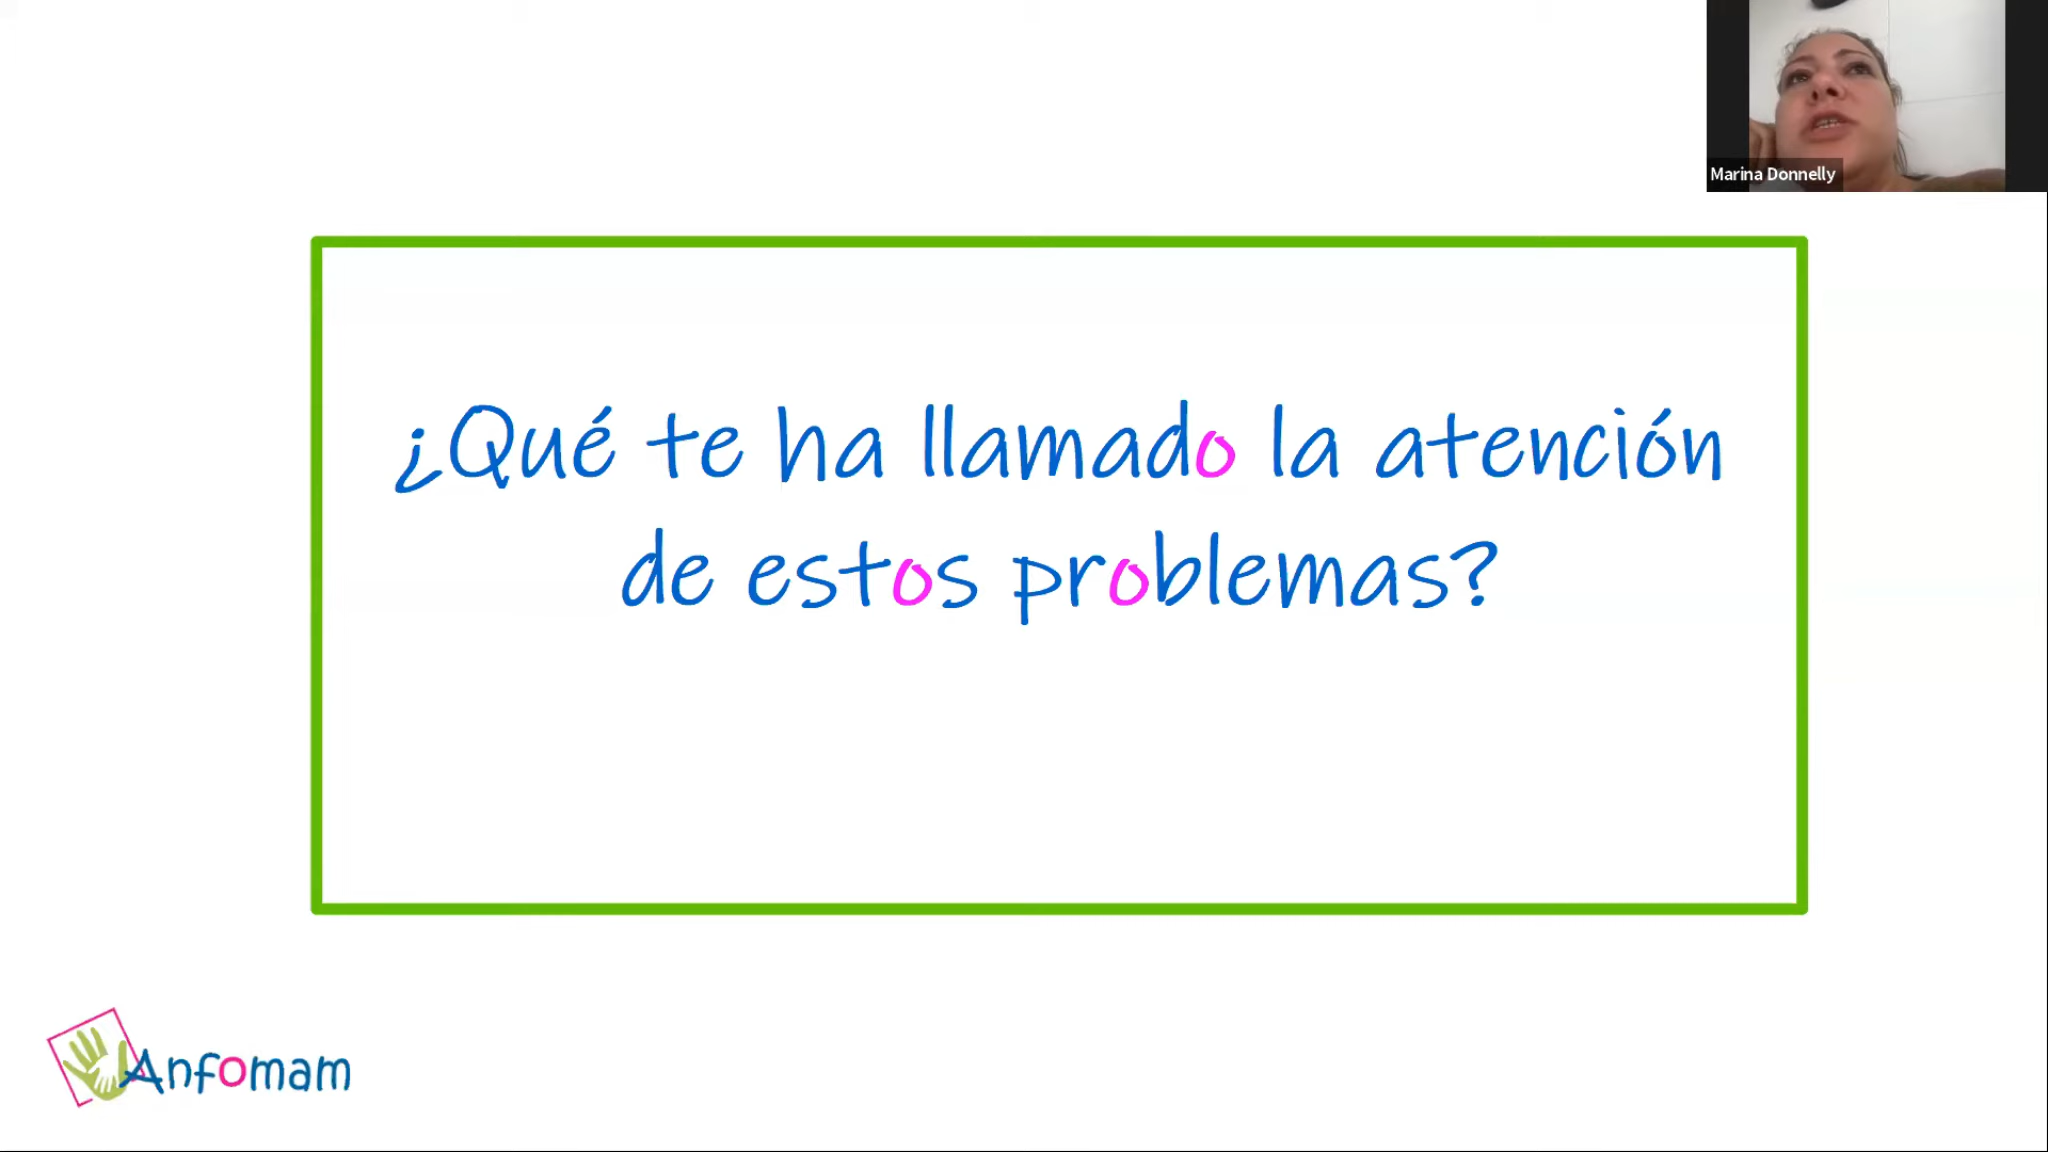 Marina Donnelly
¿Qué te ha llamado la atención
de estos problemas?
Anfomam